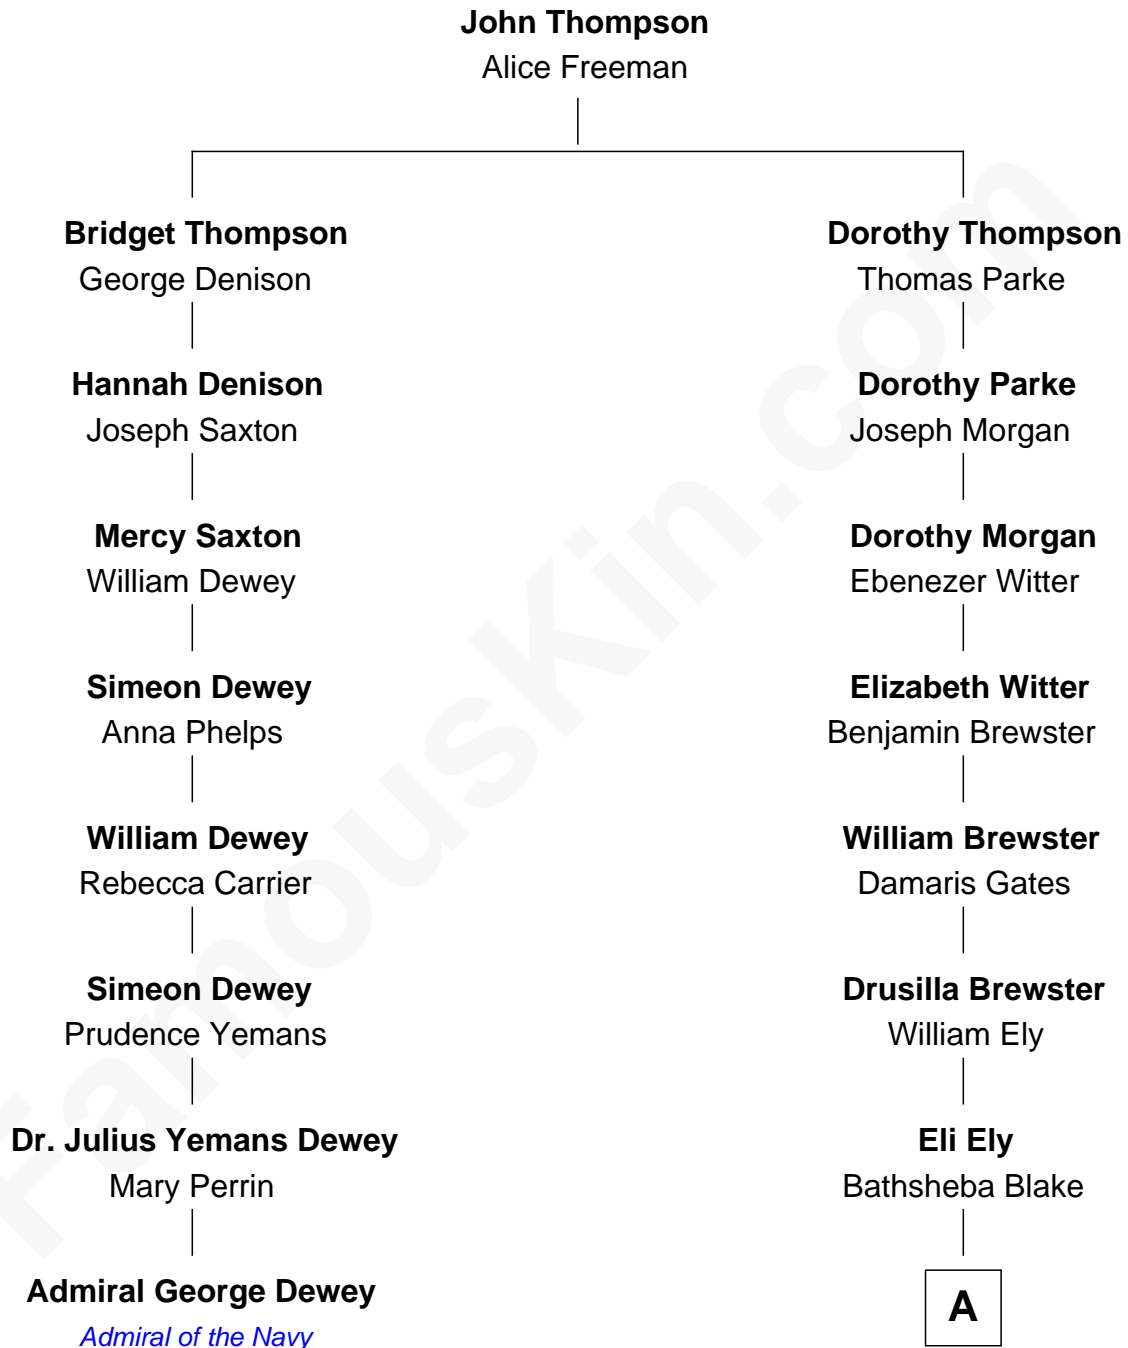 John Thompson
Alice Freeman
Bridget Thompson
George Denison
Dorothy Thompson
Thomas Parke
Hannah Denison
Joseph Saxton
Dorothy Parke
Joseph Morgan
Mercy Saxton
William Dewey
Dorothy Morgan
Ebenezer Witter
Simeon Dewey
Anna Phelps
Elizabeth Witter
Benjamin Brewster
William Dewey
Rebecca Carrier
William Brewster
Damaris Gates
Simeon Dewey
Prudence Yemans
Drusilla Brewster
William Ely
Dr. Julius Yemans Dewey
Mary Perrin
Eli Ely
Bathsheba Blake
Admiral George Dewey
Admiral of the Navy
A
FamousKin.com